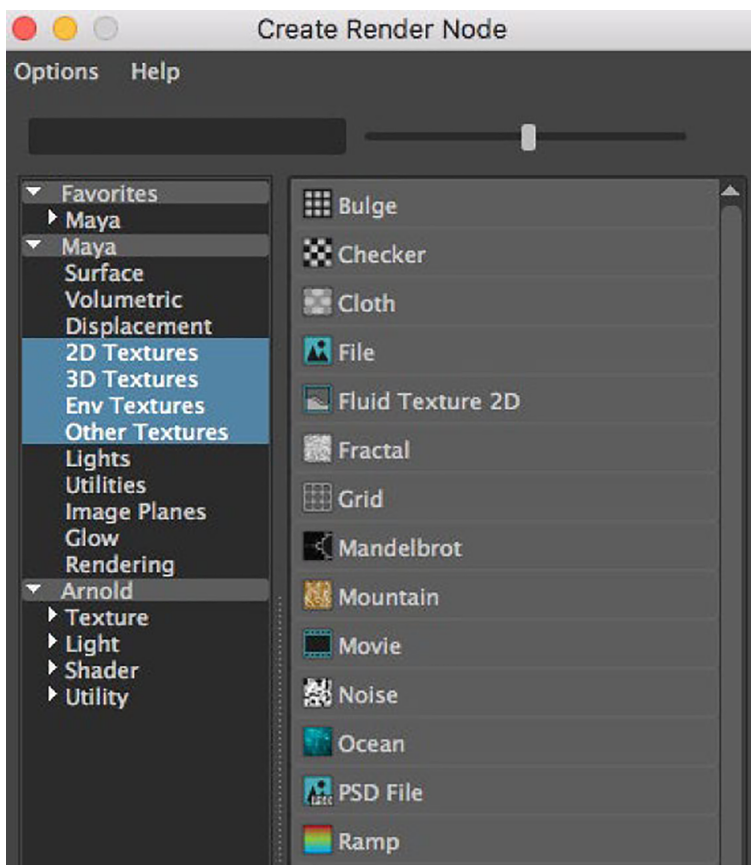 Create Render Node
Options Help
Favorites
Maya
Maya
Surface
Volumetric
Displacement
2D Textures
3D Textures
Env Textures
Other Textures
Lights
Utilities
Image Planes
Glow
Rendering
Arnold
Texture
Light
Shader
Utility
Bulge
Checker
Cloth
File
Fluid Texture 2D
Fractal
Grid
Mandelbrot
Mountain
Movie
Noise
Ocean
PSD File
Ramp